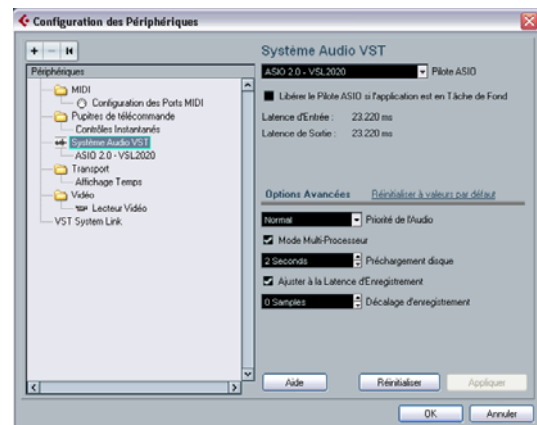 Configuration des Périphériques
Périphériques
MIDI
Configuration des Ports MIDI
Pupitres de télécommande
Contrôles Instantanés
Système Audio VST
ASIO 2.0 - VSL2020
Transport
Affichage Temps
Vidéo
Lecteur Vidéo
VST System Link
Système Audio VST
ASIO 2.0 - VSL2020 Pilote ASIO
Libérer le Pilote ASIO si l'application est en Tâche de Fond
Latence d'Entrée : 23.220 ms
Latence de Sortie : 23.220 ms
Options Avancées Réinitialiser à valeurs par défaut
Normal Priorité de l'Audio
Mode Multi-Processeur
2 Seconds Préchargement disque
Ajuster à la Latence d'Enregistrement
0 Samples Décalage d'enregistrement
Aide Réinitialiser Appliquer
OK Annuler